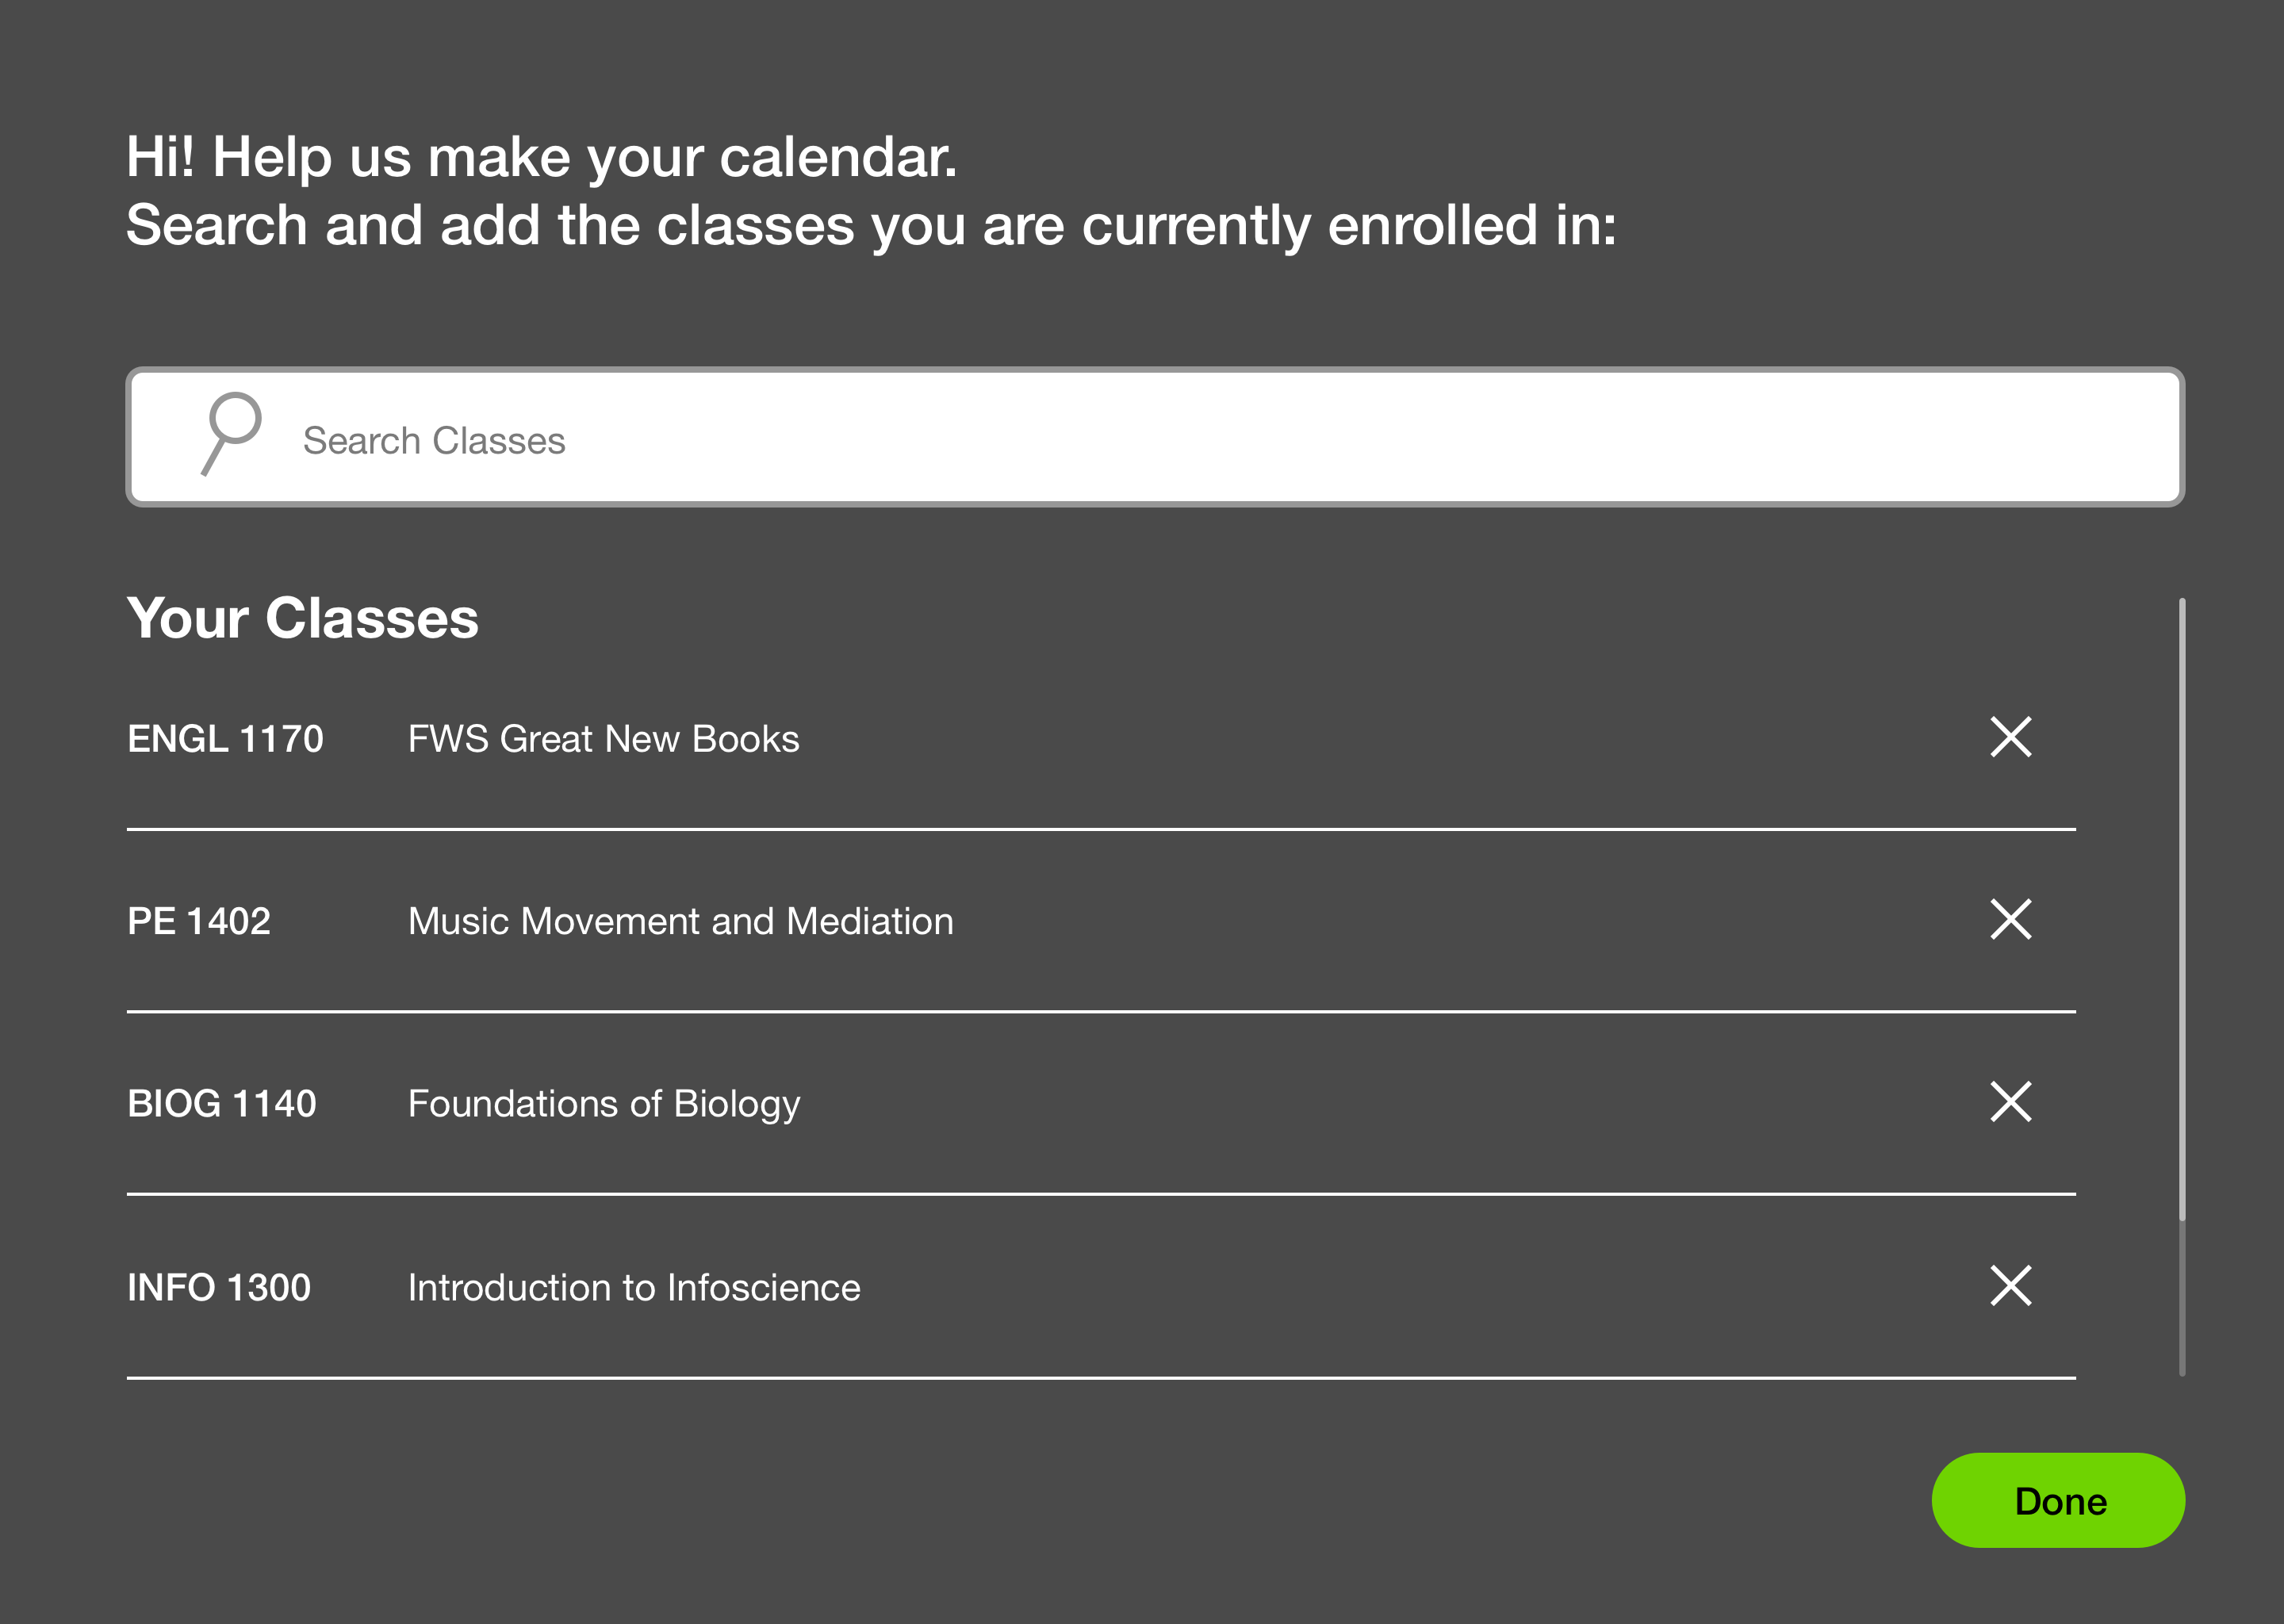 Hi! Help us make your calendar.
Search and add the classes you are currently enrolled in:
Search Classes
Your Classes
ENGL 1170 FWS Great New Books
PE 1402 Music Movement and Mediation
BIOG 1140 Foundations of Biology
INFO 1300 Introduction to Infoscience
Done